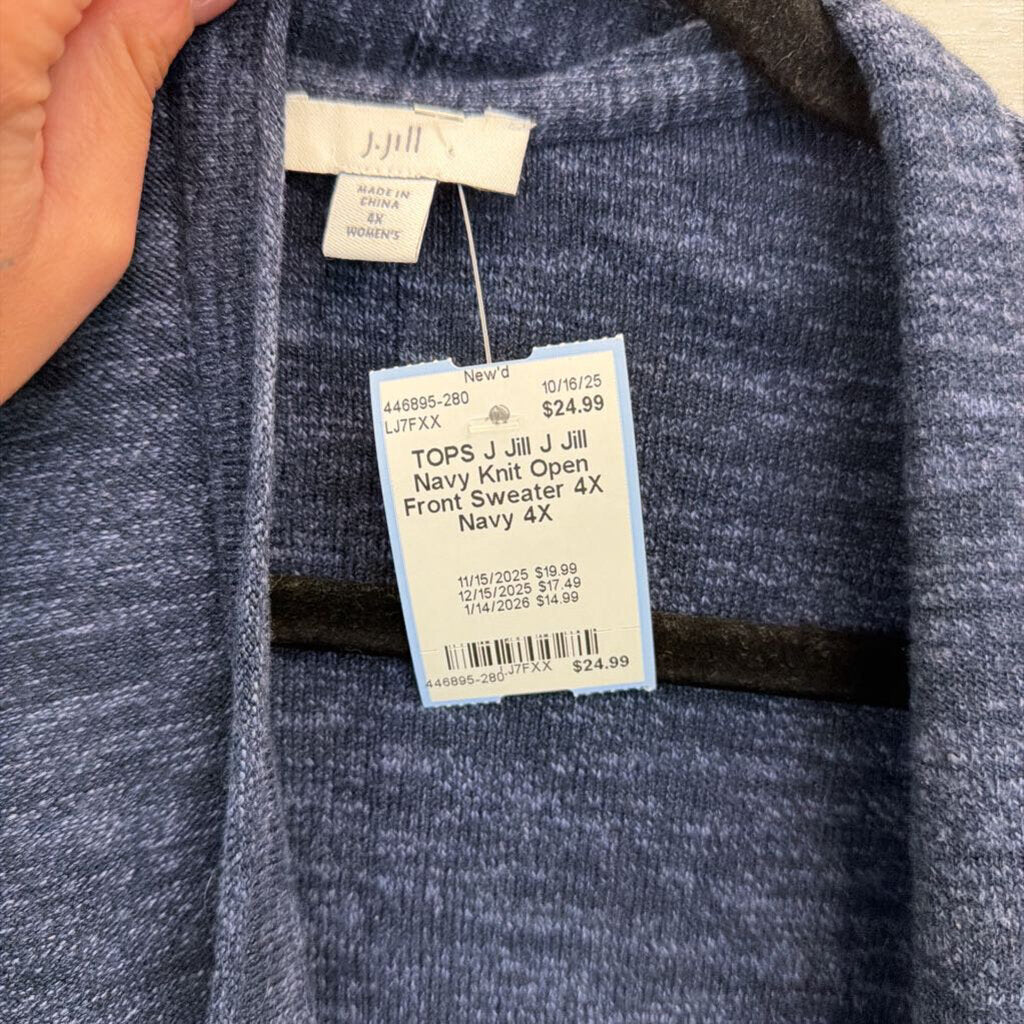 J.Jill
MADE IN
CHINA
4X
WOMEN'S
New'd
446895-280 10/16/25
LJ7FXX $24.99
TOPS J Jill J Jill
Navy Knit Open
Front Sweater 4X
Navy 4X
11/15/2025 $19.99
12/15/2025 $17.49
1/14/2026 $14.99
446895-280 LJ7FXX $24.99